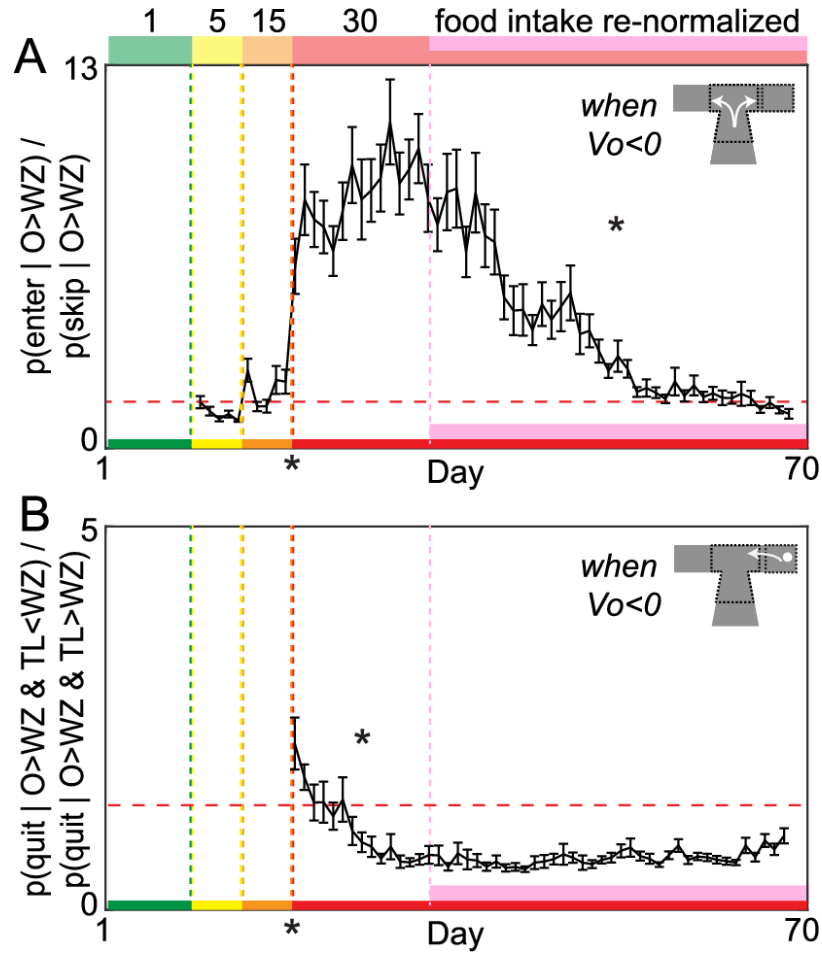 1 5 15 30 food intake re-normalized
A
13
p(enter | O>WZ) /
p(skip | O>WZ)
when
Vo<0
*
0
1 * Day 70
B
5
p(quit | O>WZ & TL<WZ) /
p(quit | O>WZ & TL>WZ)
when
Vo<0
*
0
1 * Day 70